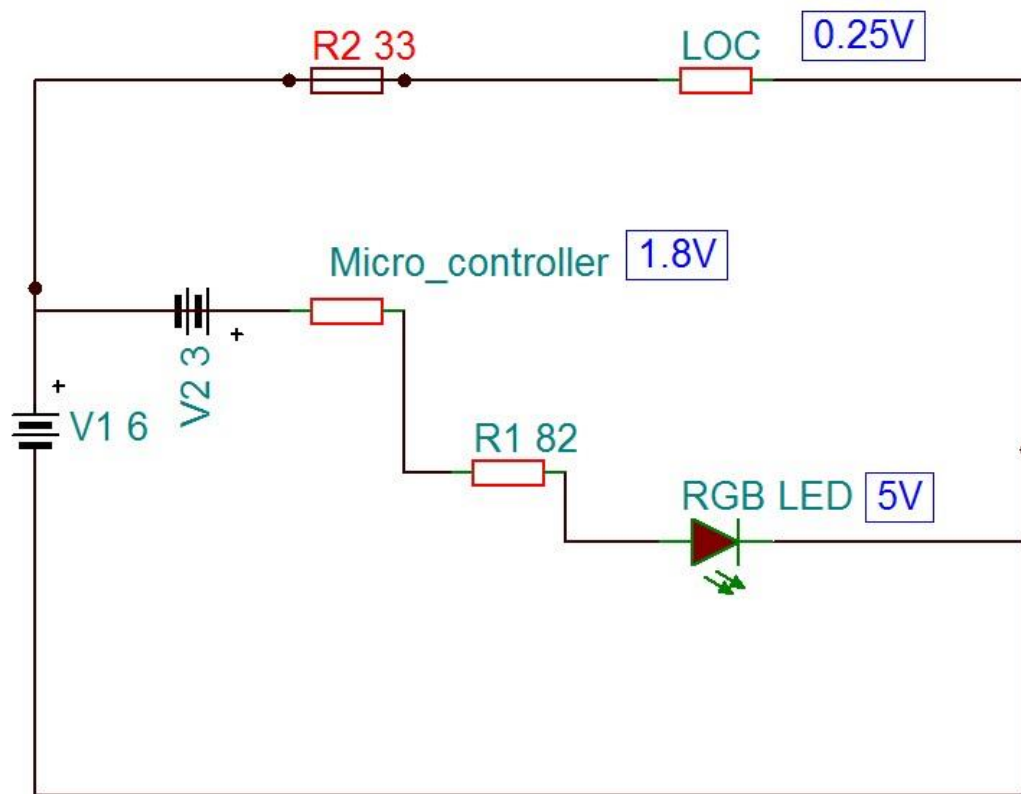 R2 33
LOC
0.25V
Micro_controller
1.8V
+
V2 3
+
V1 6
R1 82
RGB LED
5V